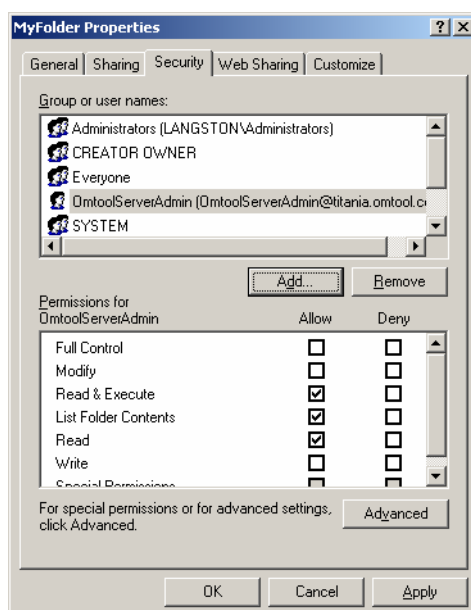 MyFolder Properties
General Sharing Security Web Sharing Customize
Group or user names:
Administrators (LANGSTON\Administrators)
CREATOR OWNER
Everyone
OmtoolServerAdmin (OmtoolServerAdmin@titania.omtool.c
SYSTEM
Add... Remove
Permissions for
OmtoolServerAdmin Allow Deny
Full Control
Modify
Read & Execute
List Folder Contents
Read
Write
Special Permissions
For special permissions or for advanced settings,
click Advanced.
Advanced
OK Cancel Apply